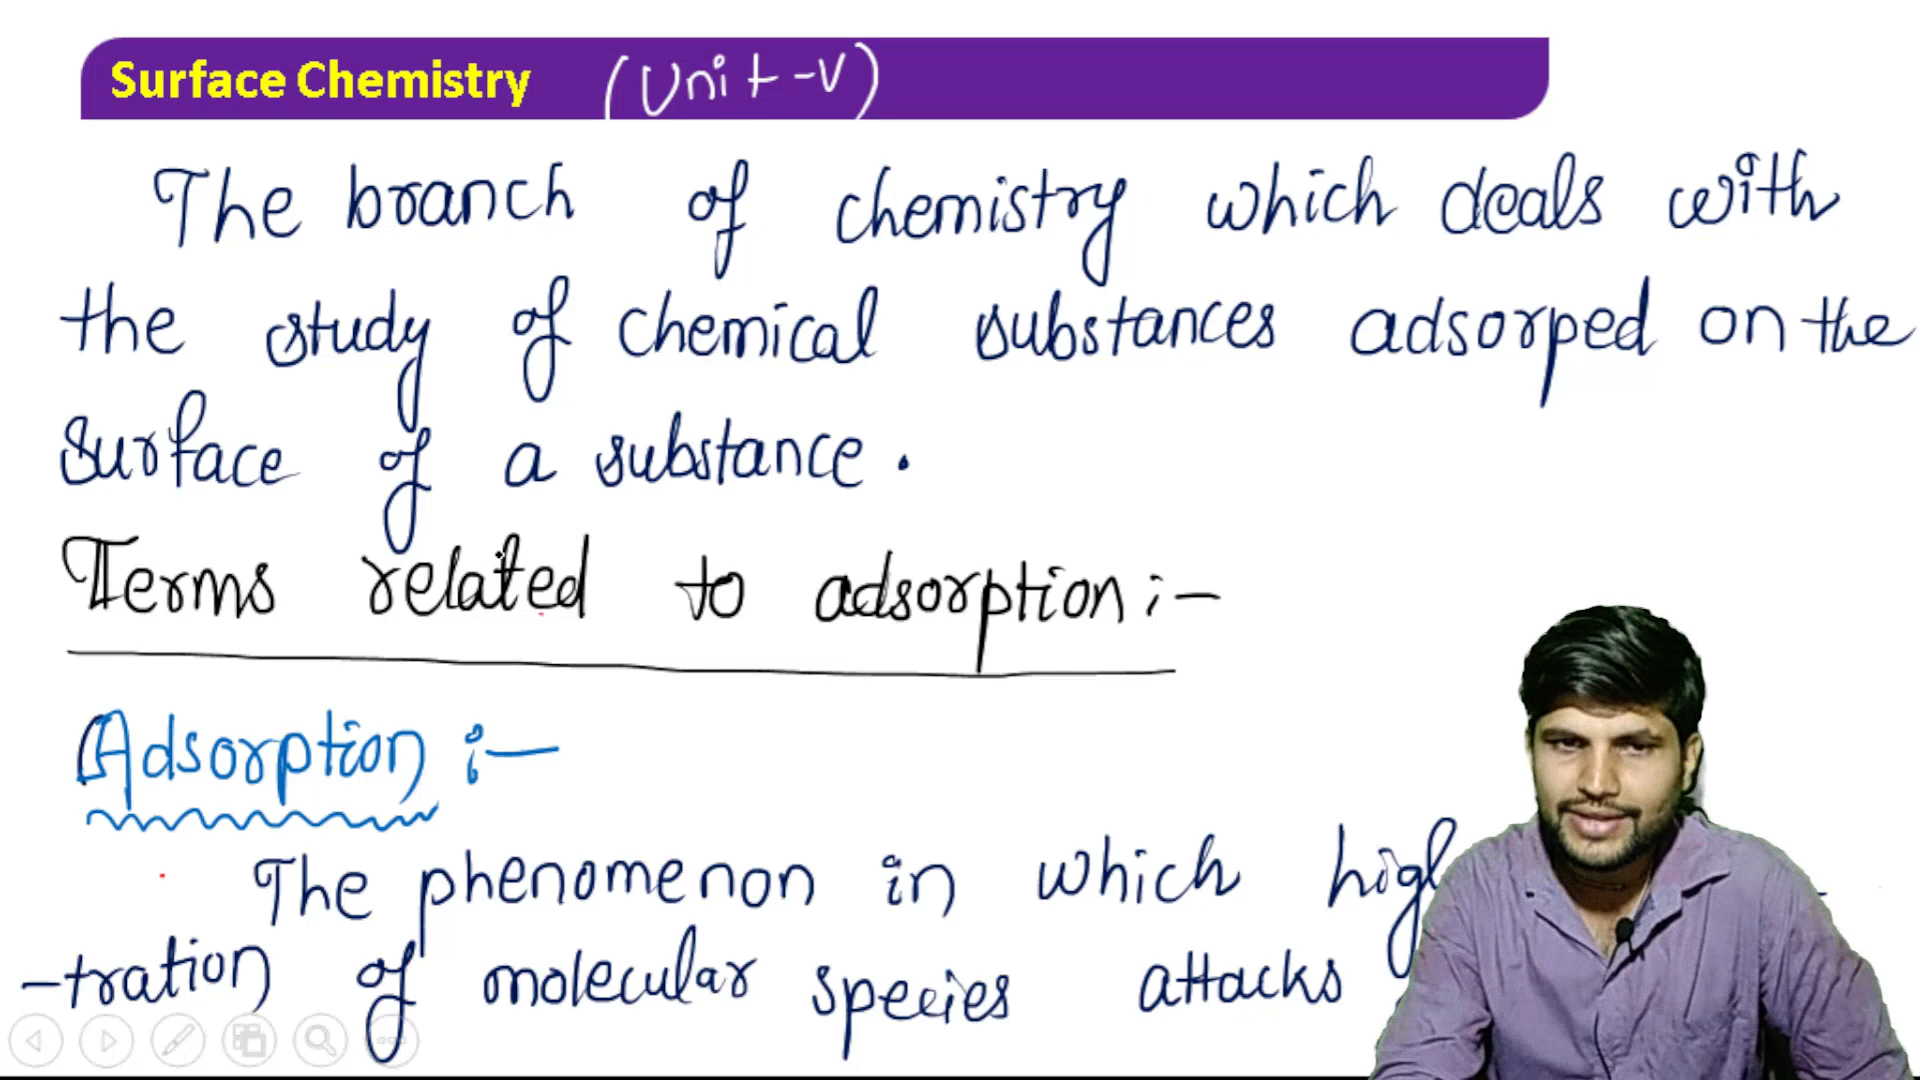 Surface Chemistry (Unit-V)
The branch of chemistry which deals with
the study of chemical substances adsorped on the
surface of a substance.
Terms related to adsorption:-
Adsorption :-
The phenomenon in which
-tration of molecular species attacks